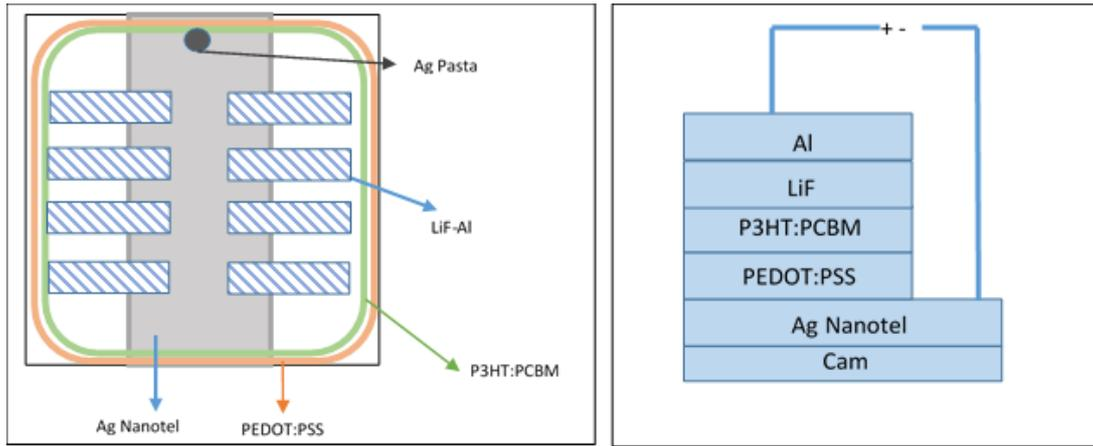 Ag Pasta
LiF-Al
P3HT:PCBM
Ag Nanotel
PEDOT:PSS
+ -
Al
LiF
P3HT:PCBM
PEDOT:PSS
Ag Nanotel
Cam